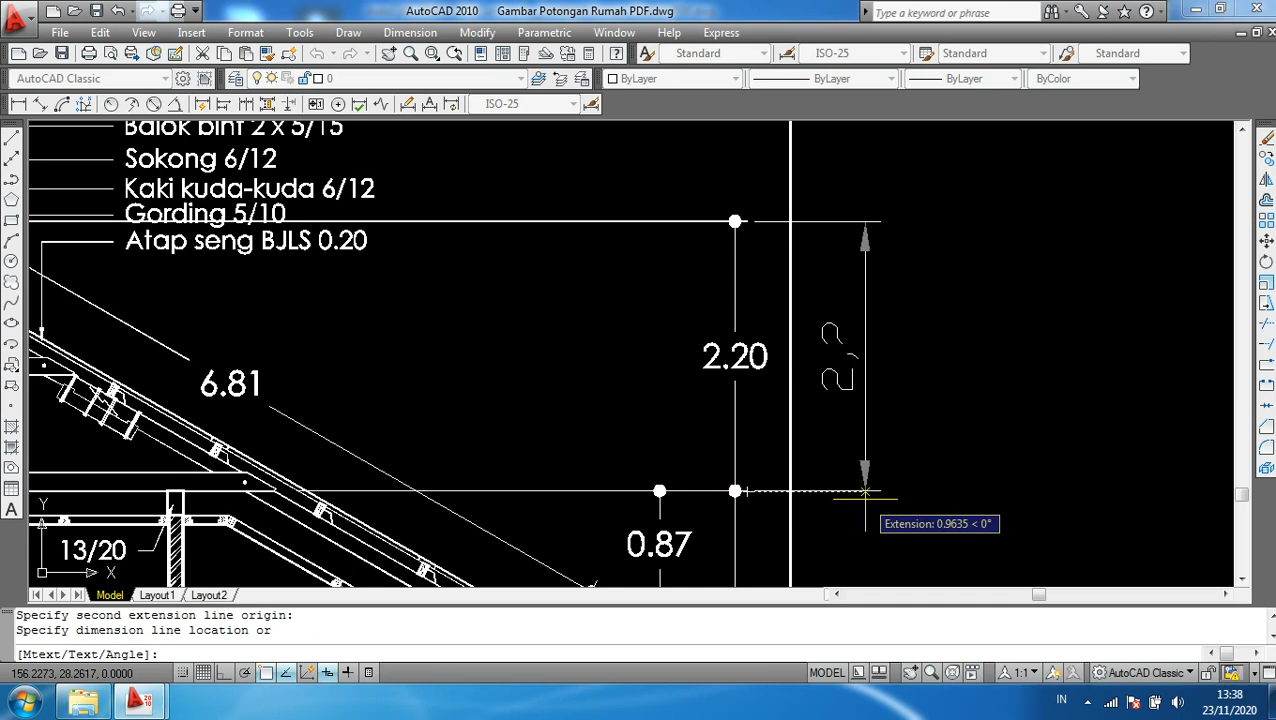 AutoCAD 2010 Gambar Potongan Rumah PDF.dwg Type a keyword or phrase
File Edit View Insert Format Tools Draw Dimension Modify Parametric Window Help Express
Standard ISO-25 Standard Standard
AutoCAD Classic 0 ByLayer ByLayer ByLayer ByColor
ISO-25
Balok bint 2 x 5/15
Sokong 6/12
Kaki kuda-kuda 6/12
Gording 5/10
Atap seng BJLS 0.20
2.20
2,2
6.81
Extension: 0.9635 < 0°
0.87
13/20
Y
X
Model Layout1 Layout2
Specify second extension line origin:
Specify dimension line location or
[Mtext/Text/Angle]:
156.2273, 28.2617, 0.0000 MODEL 1:1 AutoCAD Classic
IN 13:38
23/11/2020